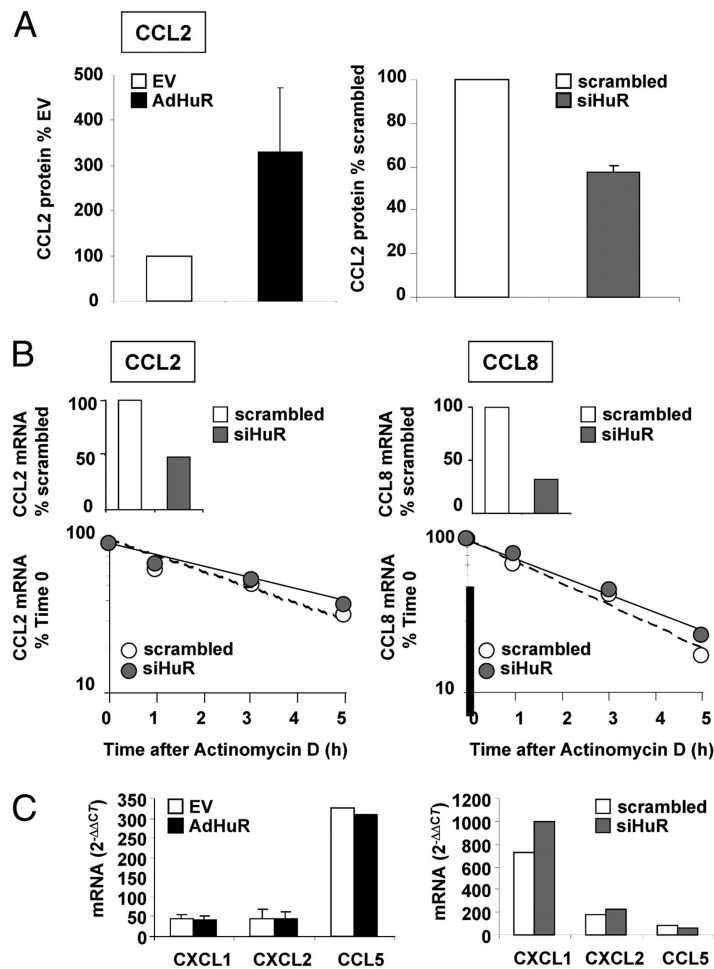 A
CCL2
CCL2 protein % EV
500
400
300
200
100
0
EV
AdHuR
CCL2 protein % scrambled
100
80
60
40
20
0
scrambled
siHuR
B
CCL2
CCL2 mRNA
% scrambled
100
50
0
scrambled
siHuR
CCL2 mRNA
% Time 0
100
10
scrambled
siHuR
0 1 2 3 4 5
Time after Actinomycin D (h)
CCL8
CCL8 mRNA
% scrambled
100
50
0
scrambled
siHuR
CCL8 mRNA
% Time 0
100
10
scrambled
siHuR
0 1 2 3 4 5
Time after Actinomycin D (h)
C
mRNA (2-ΔΔCT)
350
300
250
200
150
100
50
0
EV
AdHuR
CXCL1 CXCL2 CCL5
mRNA (2-ΔΔCT)
1200
1000
800
600
400
200
0
scrambled
siHuR
CXCL1 CXCL2 CCL5